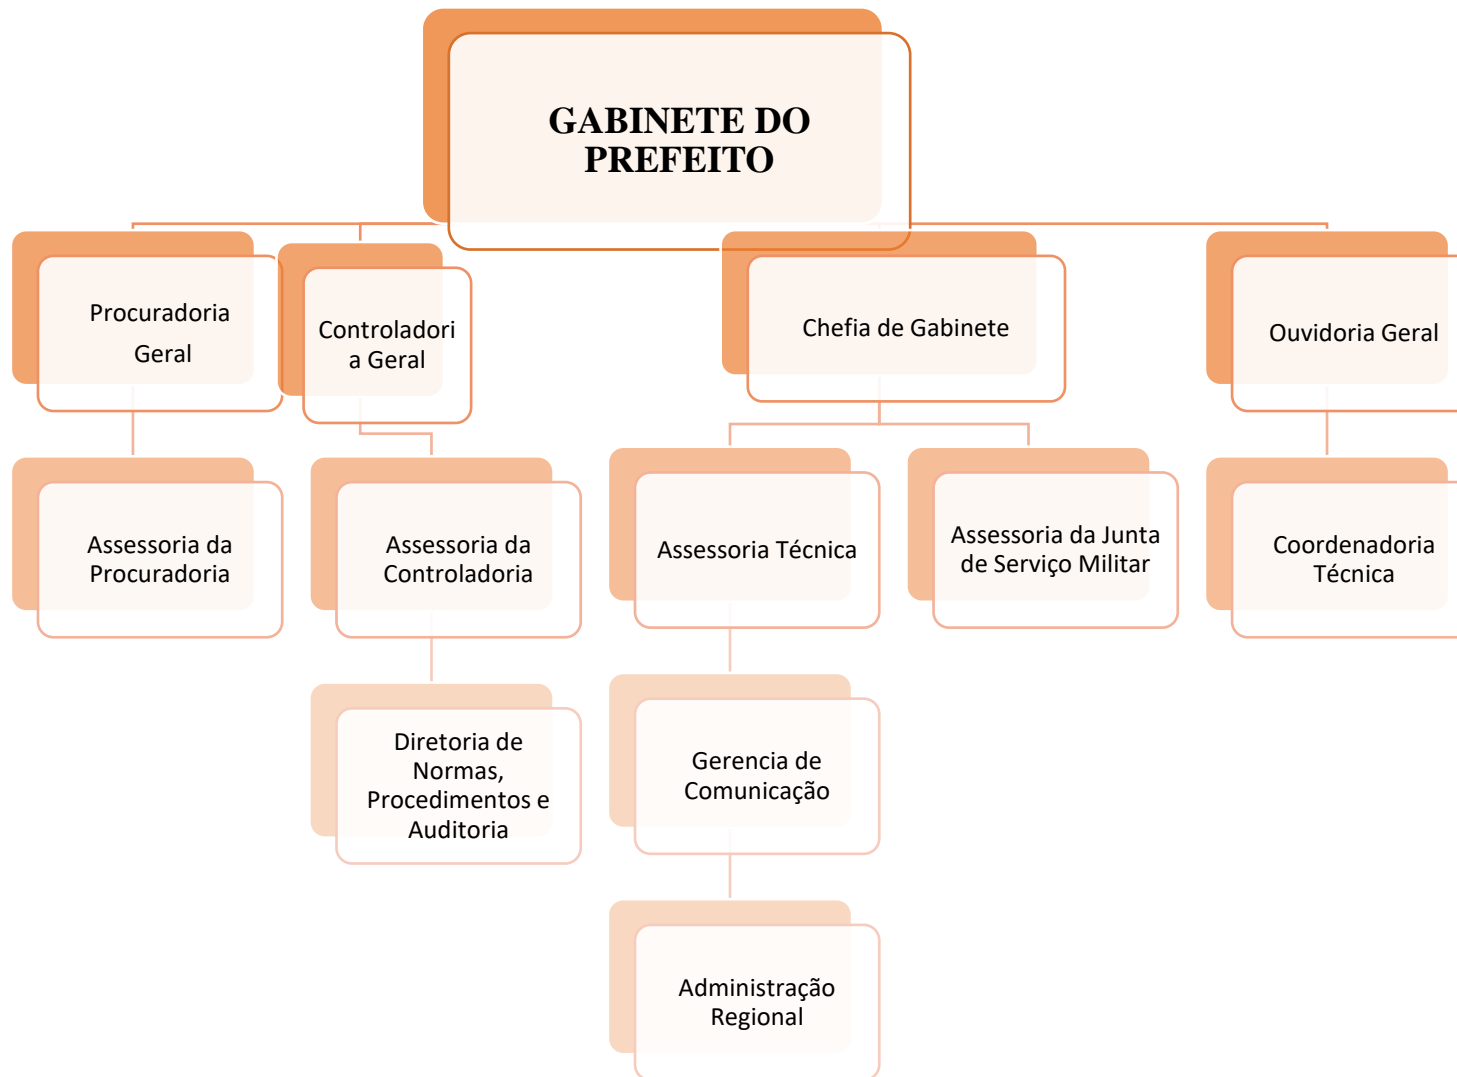 GABINETE DO
PREFEITO
Procuradoria
Geral
Controladori
a Geral
Chefia de Gabinete
Ouvidoria Geral
Assessoria da
Procuradoria
Assessoria da
Controladoria
Assessoria Técnica
Assessoria da Junta
de Serviço Militar
Coordenadoria
Técnica
Diretoria de
Normas,
Procedimentos e
Auditoria
Gerencia de
Comunicação
Administração
Regional